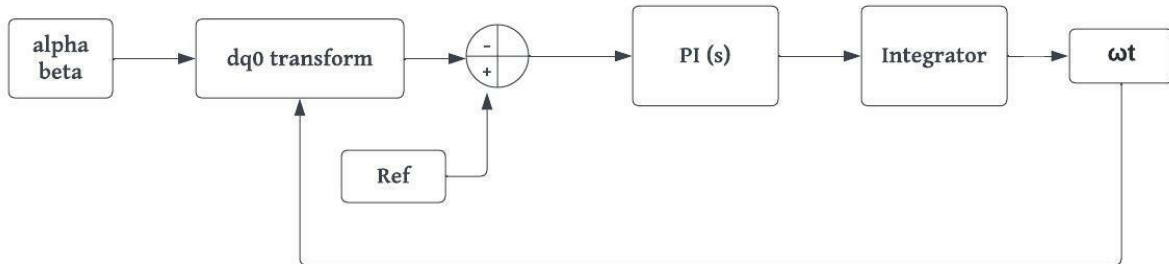 alpha
beta
dq0 transform
-
+
PI (s)
Integrator
ωt
Ref